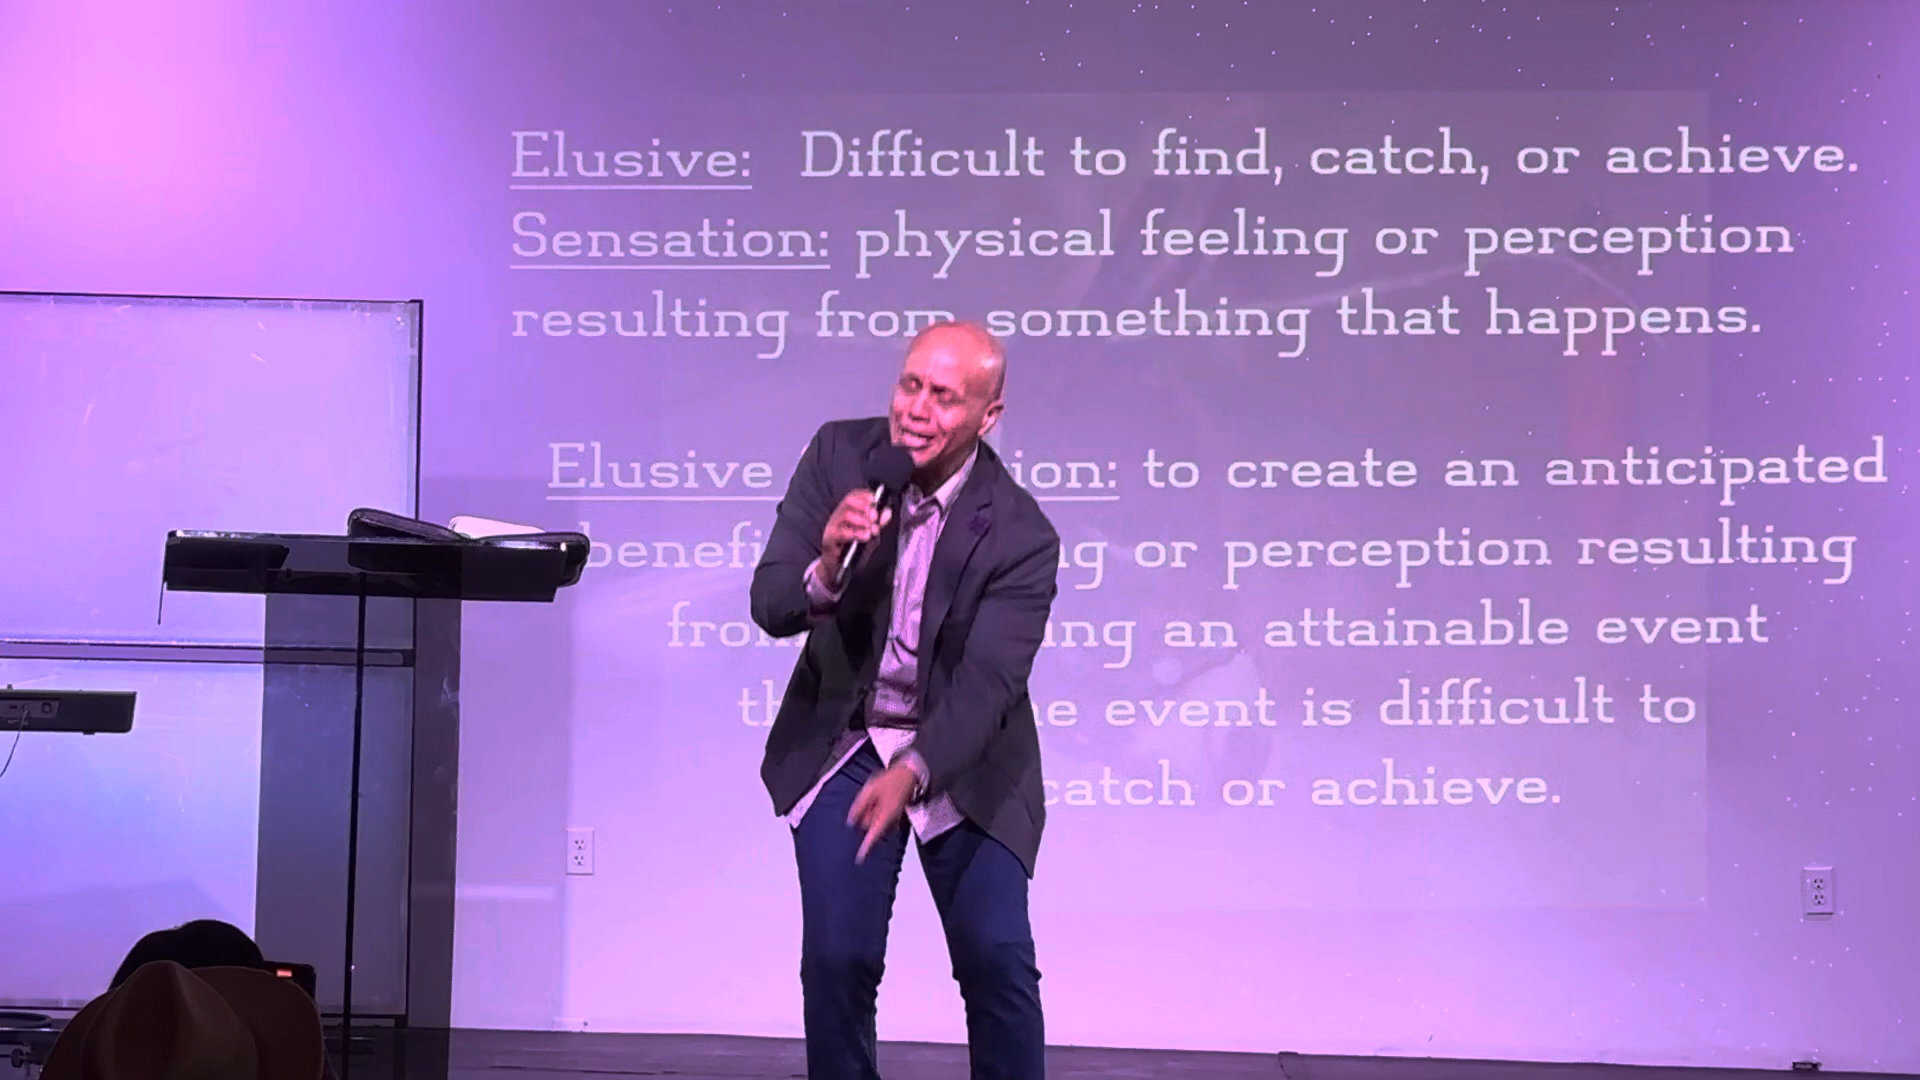 Elusive: Difficult to find, catch, or achieve.
Sensation: physical feeling or perception
resulting from something that happens.
Elusive to create an anticipated
or perception resulting
an attainable event
event is difficult to
catch or achieve.